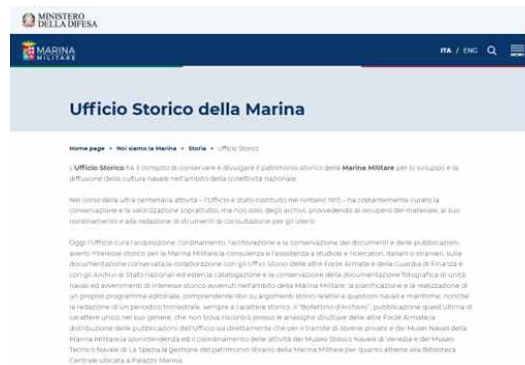 MINISTERO
DELLA DIFESA
MARINA
MILITARE
ITA / ENG
MENU
Ufficio Storico della Marina
Home page • Noi siamo la Marina • Storia • Ufficio Storico
L'Ufficio Storico ha il compito di conservare e divulgare il patrimonio storico della Marina Militare per lo sviluppo e la
diffusione della cultura navale nell'ambito della collettività nazionale.
Nel corso della ultra centenaria attività – l'Ufficio è stato costituito nel lontano 1913 – ha costantemente curato la
conservazione e la valorizzazione soprattutto, ma non solo, degli archivi, provvedendo al recupero del materiale, al suo
riordinamento e alla redazione di strumenti di consultazione per gli utenti.
Oggi l'Ufficio cura l'acquisizione, l'ordinamento, l'archiviazione e la conservazione dei documenti e delle pubblicazioni
aventi interesse storico per la Marina Militare;la consulenza e l'assistenza a studiosi e ricercatori, italiani o stranieri, sulla
documentazione conservata;la collaborazione con gli Uffici Storici delle altre Forze Armate e della Guardia di Finanza e
con gli Archivi di Stato nazionali ed esteri;la catalogazione e la conservazione della documentazione fotografica di unità
navali ed avvenimenti di interesse storico avvenuti nell'ambito della Marina Militare; la pianificazione e la realizzazione di
un proprio programma editoriale, comprendente libri su argomenti storici relativi a questioni navali e marittime, nonché
la redazione di un periodico trimestrale, sempre a carattere storico, il "Bollettino d'Archivio", pubblicazione quest'ultima di
carattere unico nel suo genere, che non trova riscontri presso le analoghe strutture delle altre Forze Armate;la
distribuzione delle pubblicazioni dell'Ufficio sia direttamente che per il tramite di librerie private e dei Musei Navali della
Marina Militare;la sovrintendenza ed il coordinamento delle attività del Museo Storico Navale di Venezia e del Museo
Tecnico Navale di La Spezia;la gestione del patrimonio librario della Marina Militare per quanto attiene alla Biblioteca
Centrale ubicata a Palazzo Marina.